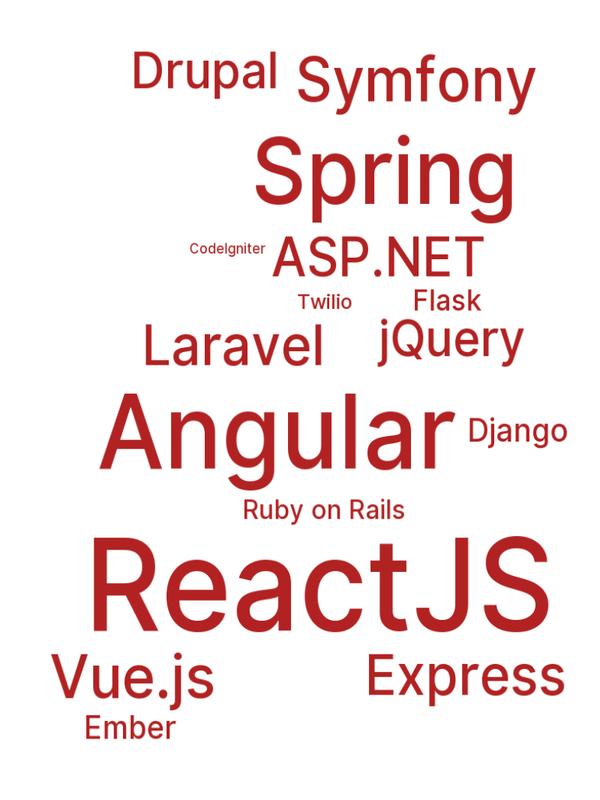 Drupal Symfony
Spring
CodeIgniter ASP.NET
Twilio Flask
Laravel jQuery
Angular Django
Ruby on Rails
ReactJS
Vue.js Express
Ember